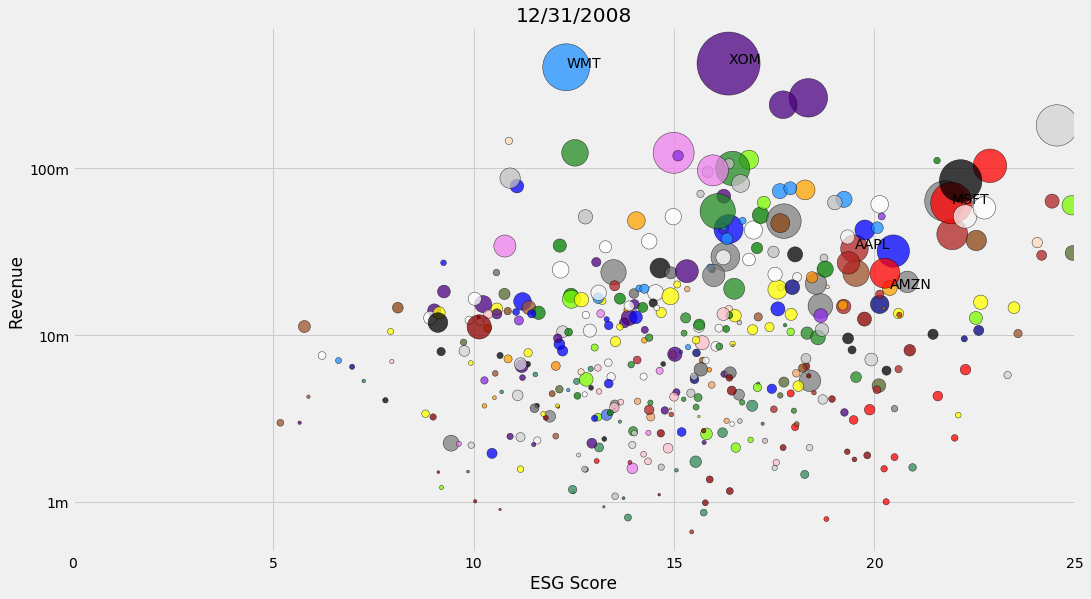 12/31/2008
WMT
XOM
100m
MSFT
AAPL
AMZN
Revenue
10m
1m
0 5 10 15 20 25
ESG Score